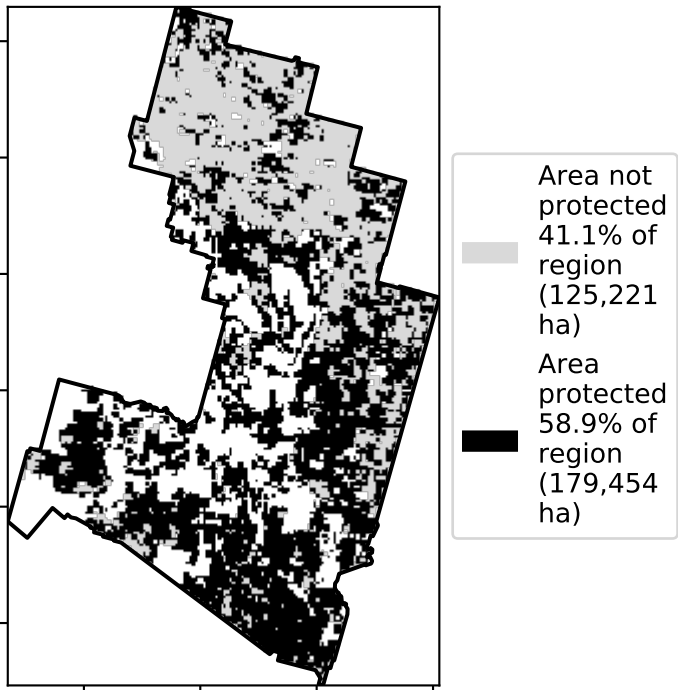 Area not
protected
41.1% of
region
(125,221
ha)
Area
protected
58.9% of
region
(179,454
ha)